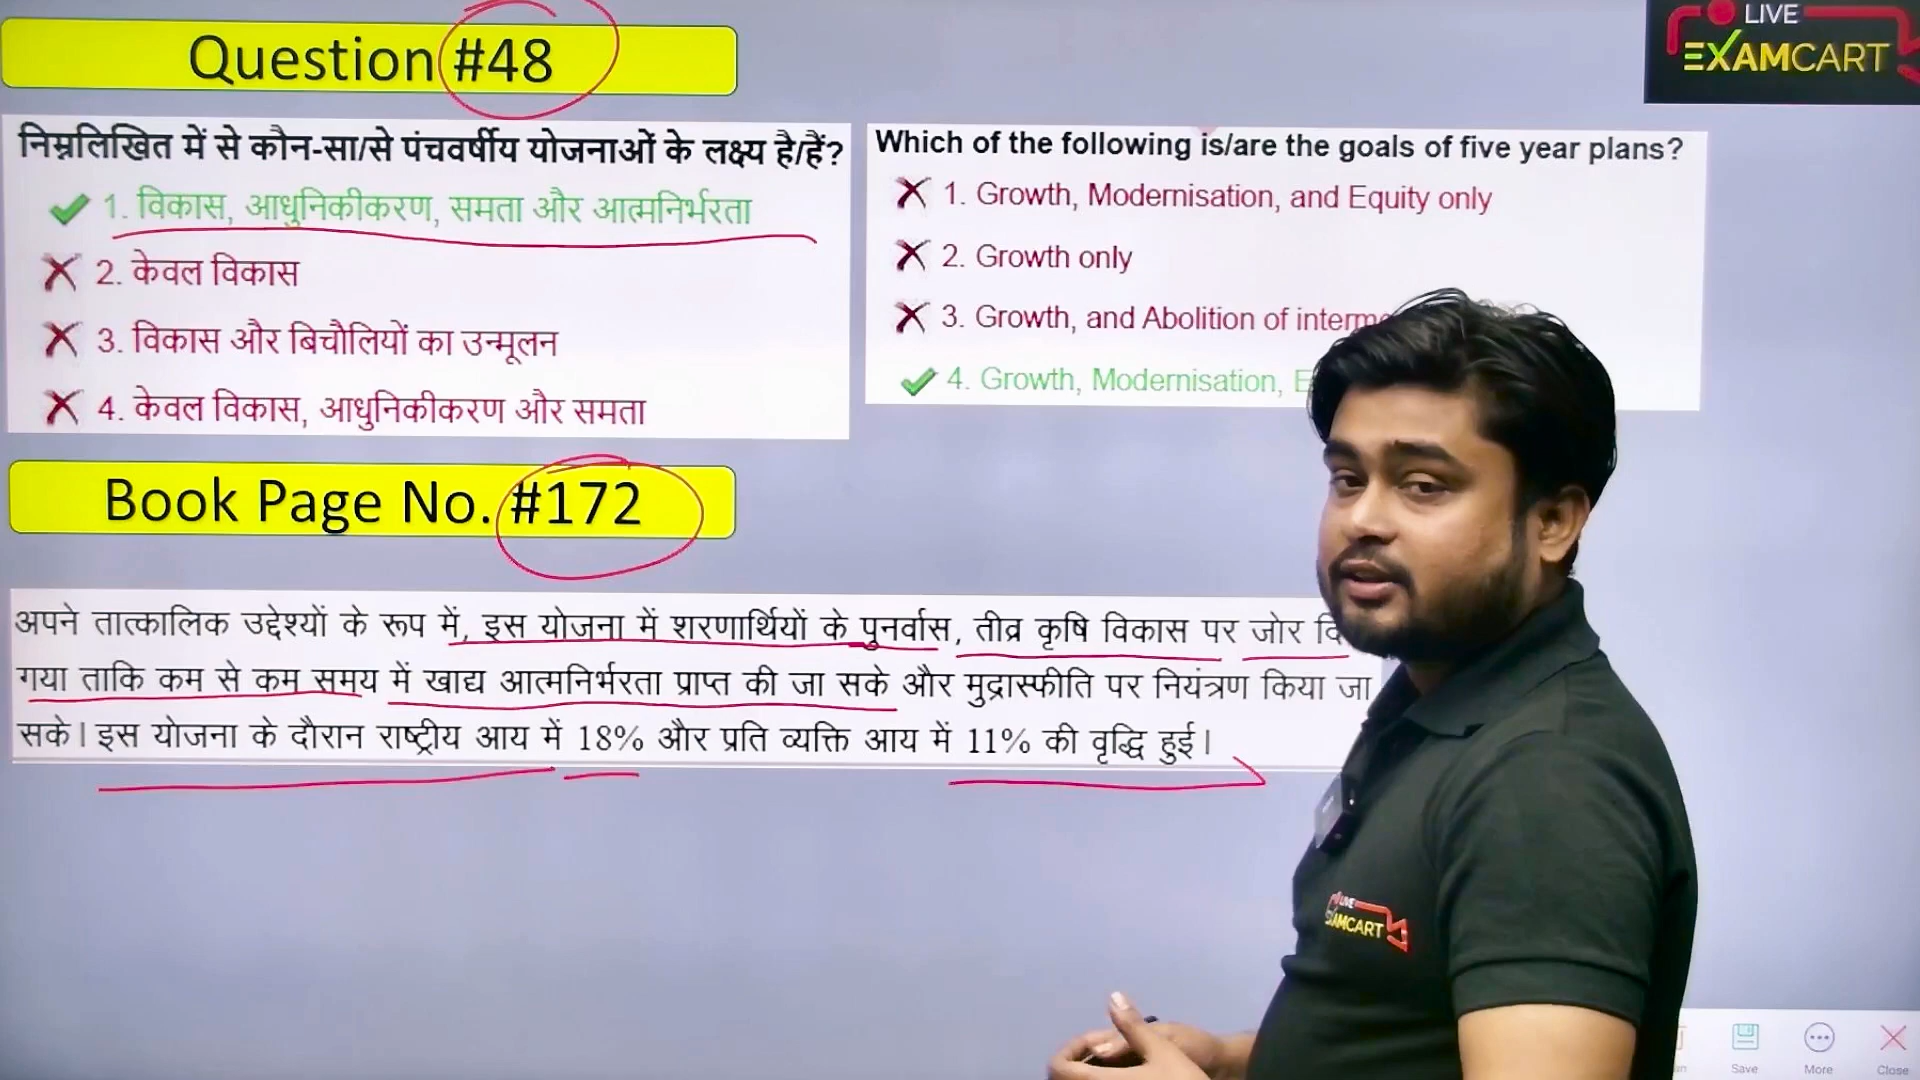 LIVE
EXAMCART
Question #48
निम्नलिखित में से कौन-सा/से पंचवर्षीय योजनाओं के लक्ष्य है/हैं?
1. विकास, आधुनिकीकरण, समता और आत्मनिर्भरता
2. केवल विकास
3. विकास और बिचौलियों का उन्मूलन
4. केवल विकास, आधुनिकीकरण और समता
Which of the following is/are the goals of five year plans?
1. Growth, Modernisation, and Equity only
2. Growth only
3. Growth, and Abolition of
4. Growth, Modernisation,
Book Page No. #172
अपने तात्कालिक उद्देश्यों के रूप में, इस योजना में शरणार्थियों के पुनर्वास, तीव्र कृषि विकास पर जोर
गया ताकि कम से कम समय में खाद्य आत्मनिर्भरता प्राप्त की जा सके और मुद्रास्फीति पर नियंत्रण किया जा
सके। इस योजना के दौरान राष्ट्रीय आय में 18% और प्रति व्यक्ति आय में 11% की वृद्धि हुई।
LIVE
EXAMCART
Save
More
Close